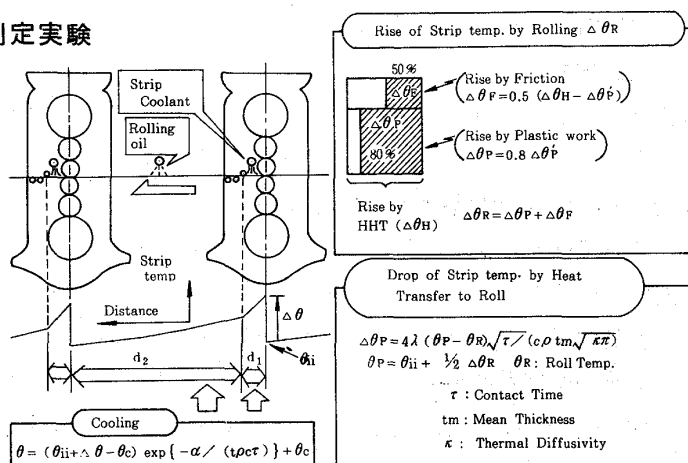 定実験
Strip
Coolant
Rolling
oil
Strip
temp
Distance
Δθ
θii
d₂
d₁
Cooling
θ = (θii+Δθ−θc) exp{−α/(tρcτ)}+θc
Rise of Strip temp. by Rolling ΔθR
50%
ΔθF
(Rise by Friction
ΔθF=0.5 (ΔθH−Δθ́P))
ΔθP
80%
(Rise by Plastic work
ΔθP=0.8 Δθ́P)
Rise by
HHT (ΔθH)
ΔθR=ΔθP+ΔθF
Drop of Strip temp. by Heat
Transfer to Roll
ΔθP=4λ (θP−θR)√τ/(cρ tm√κπ)
θP=θii+ ½ ΔθR θR: Roll Temp.
τ : Contact Time
tm : Mean Thickness
κ : Thermal Diffusivity